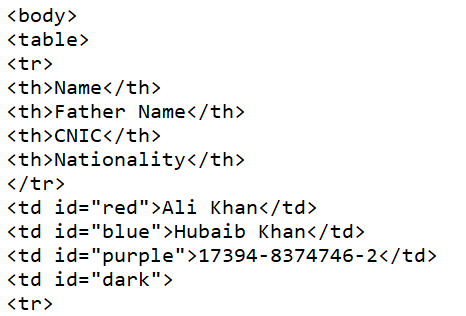 <body>
<table>
<tr>
<th>Name</th>
<th>Father Name</th>
<th>CNIC</th>
<th>Nationality</th>
</tr>
<td id="red">Ali Khan</td>
<td id="blue">Hubaib Khan</td>
<td id="purple">17394-8374746-2</td>
<td id="dark">
<tr>